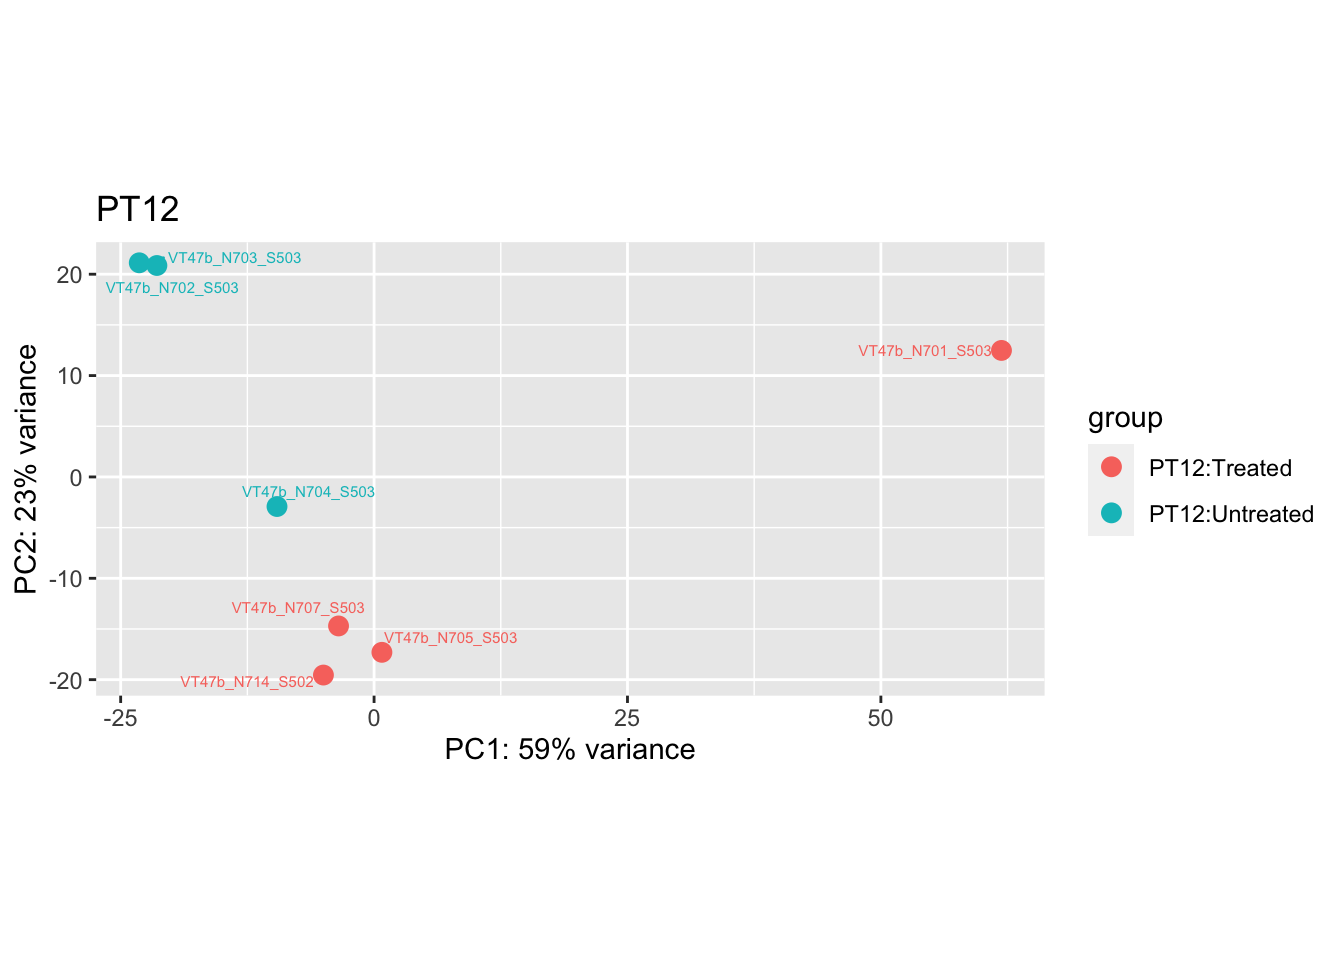 PT12
VT47b_N703_S503
VT47b_N702_S503
VT47b_N701_S503
VT47b_N704_S503
VT47b_N707_S503
VT47b_N705_S503
VT47b_N714_S502
20
10
0
-10
-20
-25
0
25
50
PC1: 59% variance
PC2: 23% variance
group
PT12:Treated
PT12:Untreated